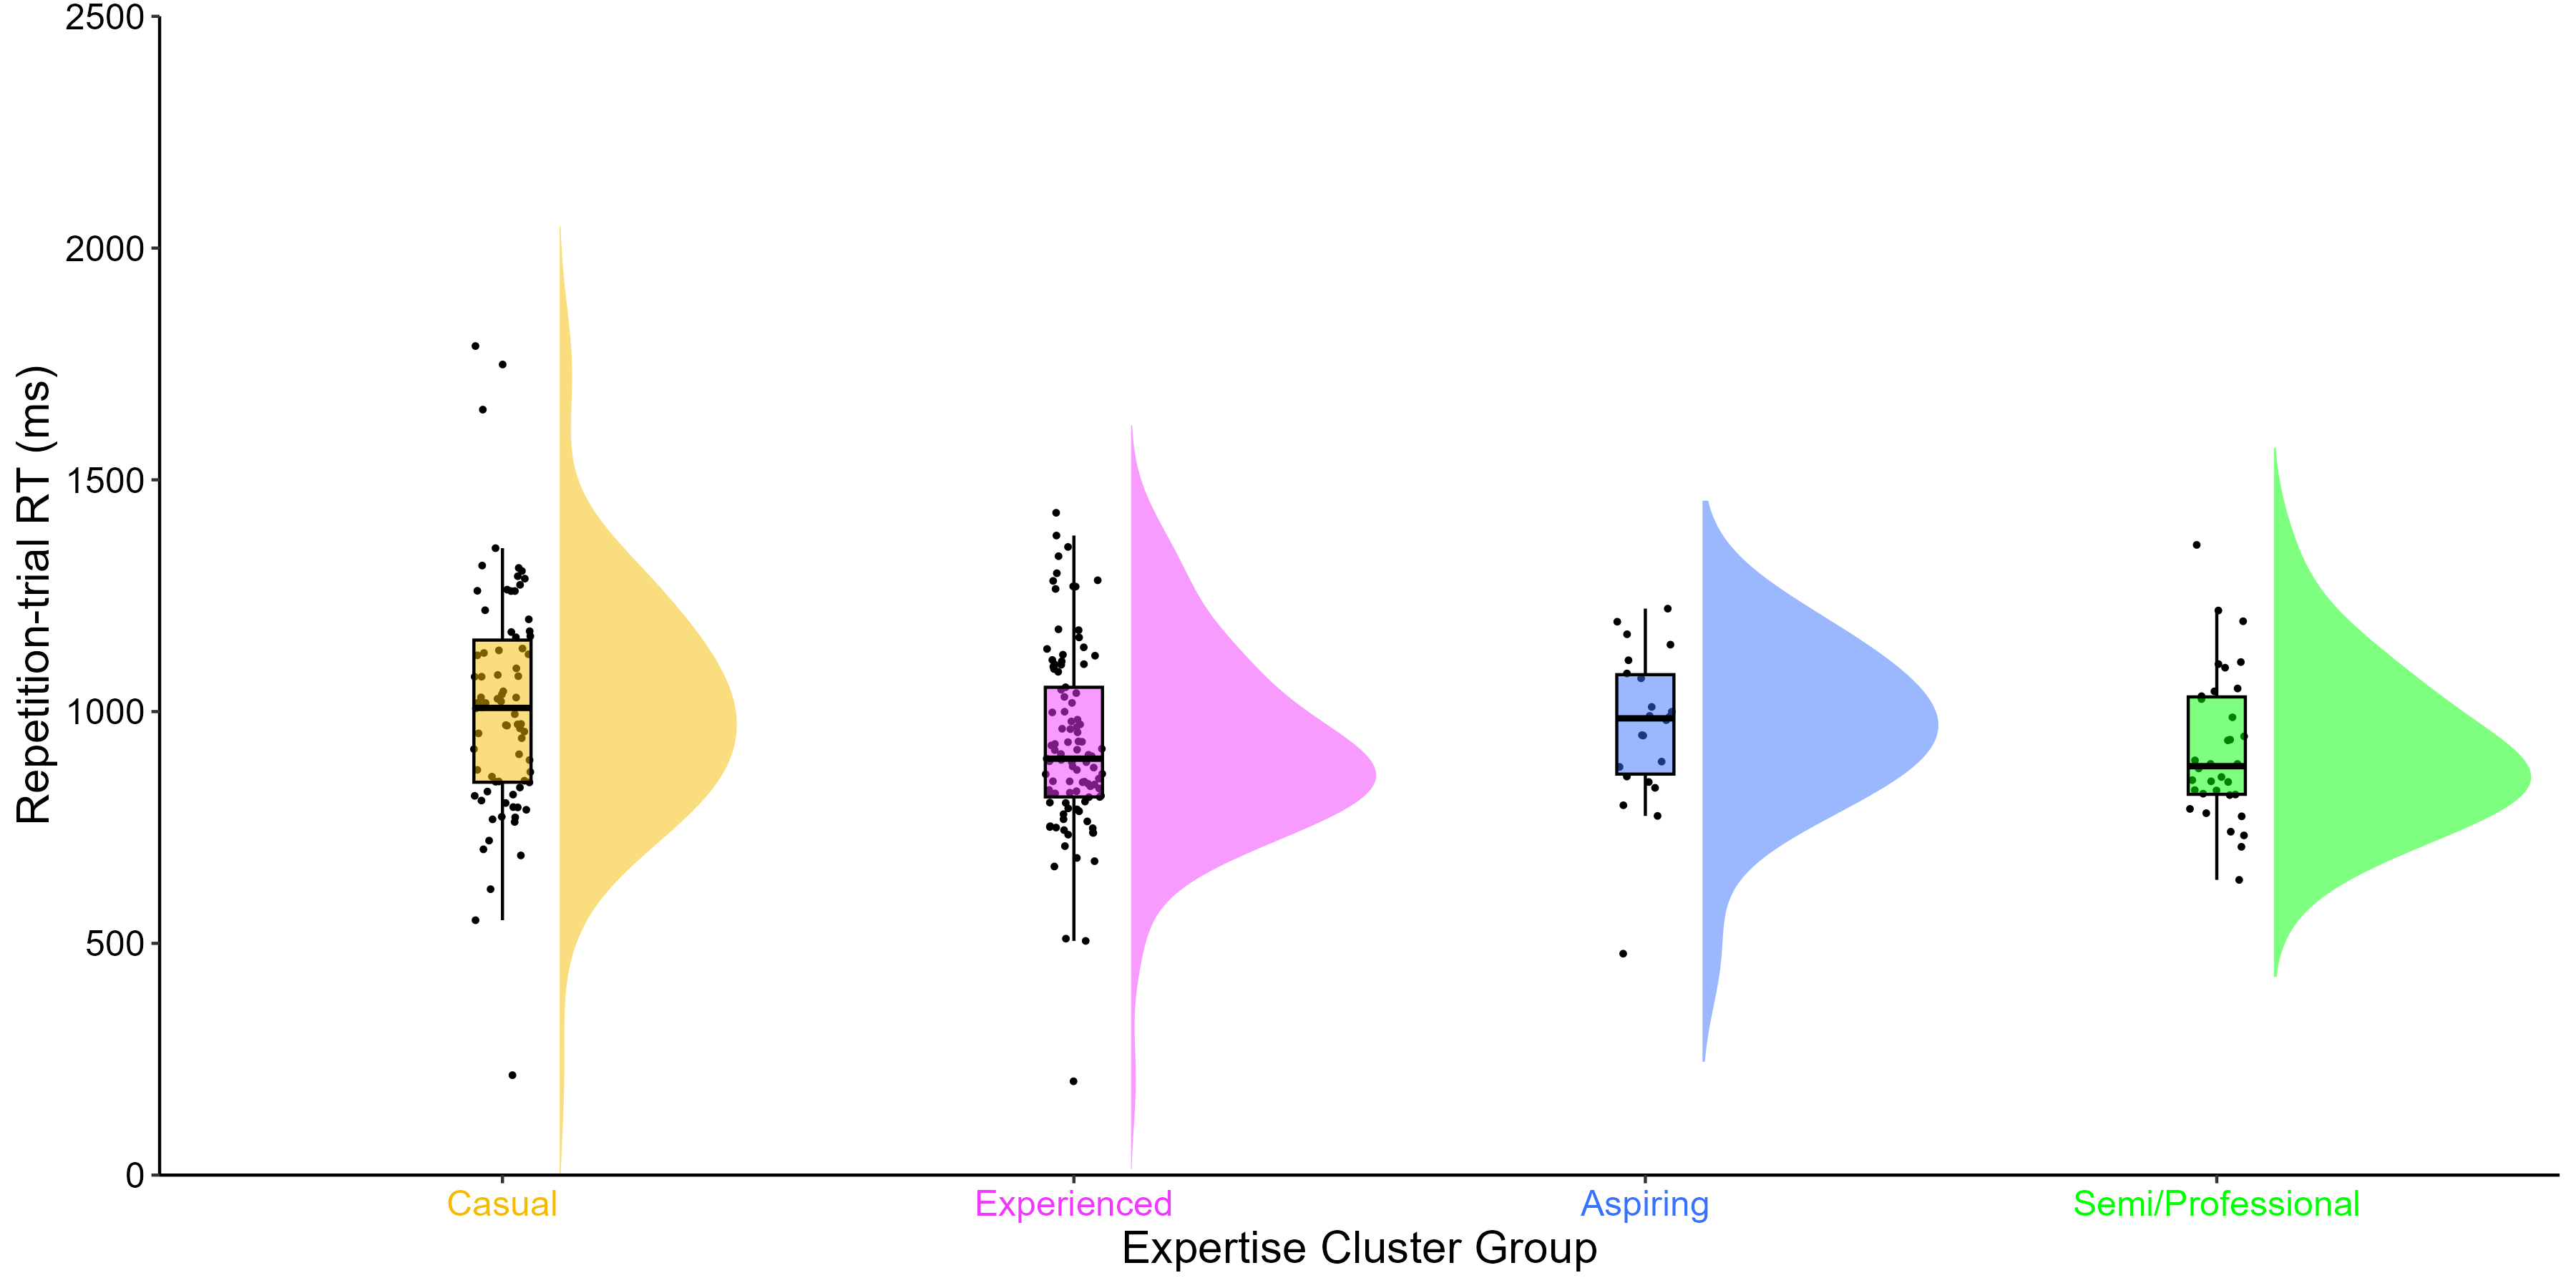 2500
2000
1500
1000
500
0
Repetition-trial RT (ms)
Casual Experienced Aspiring Semi/Professional
Expertise Cluster Group